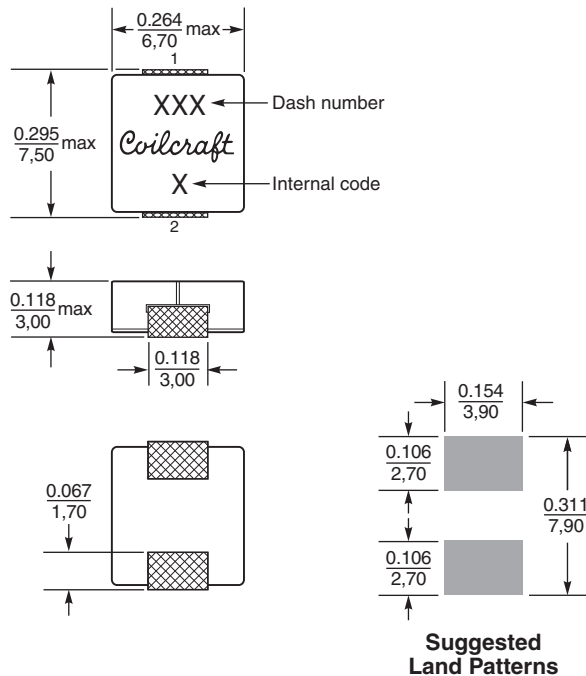 0.264
6,70
max
1
XXX
Dash number
0.295
7,50
max
Coilcraft
X
Internal code
2
0.118
3,00
max
0.118
3,00
0.154
3,90
0.106
2,70
0.311
7,90
0.067
1,70
0.106
2,70
Suggested
Land Patterns